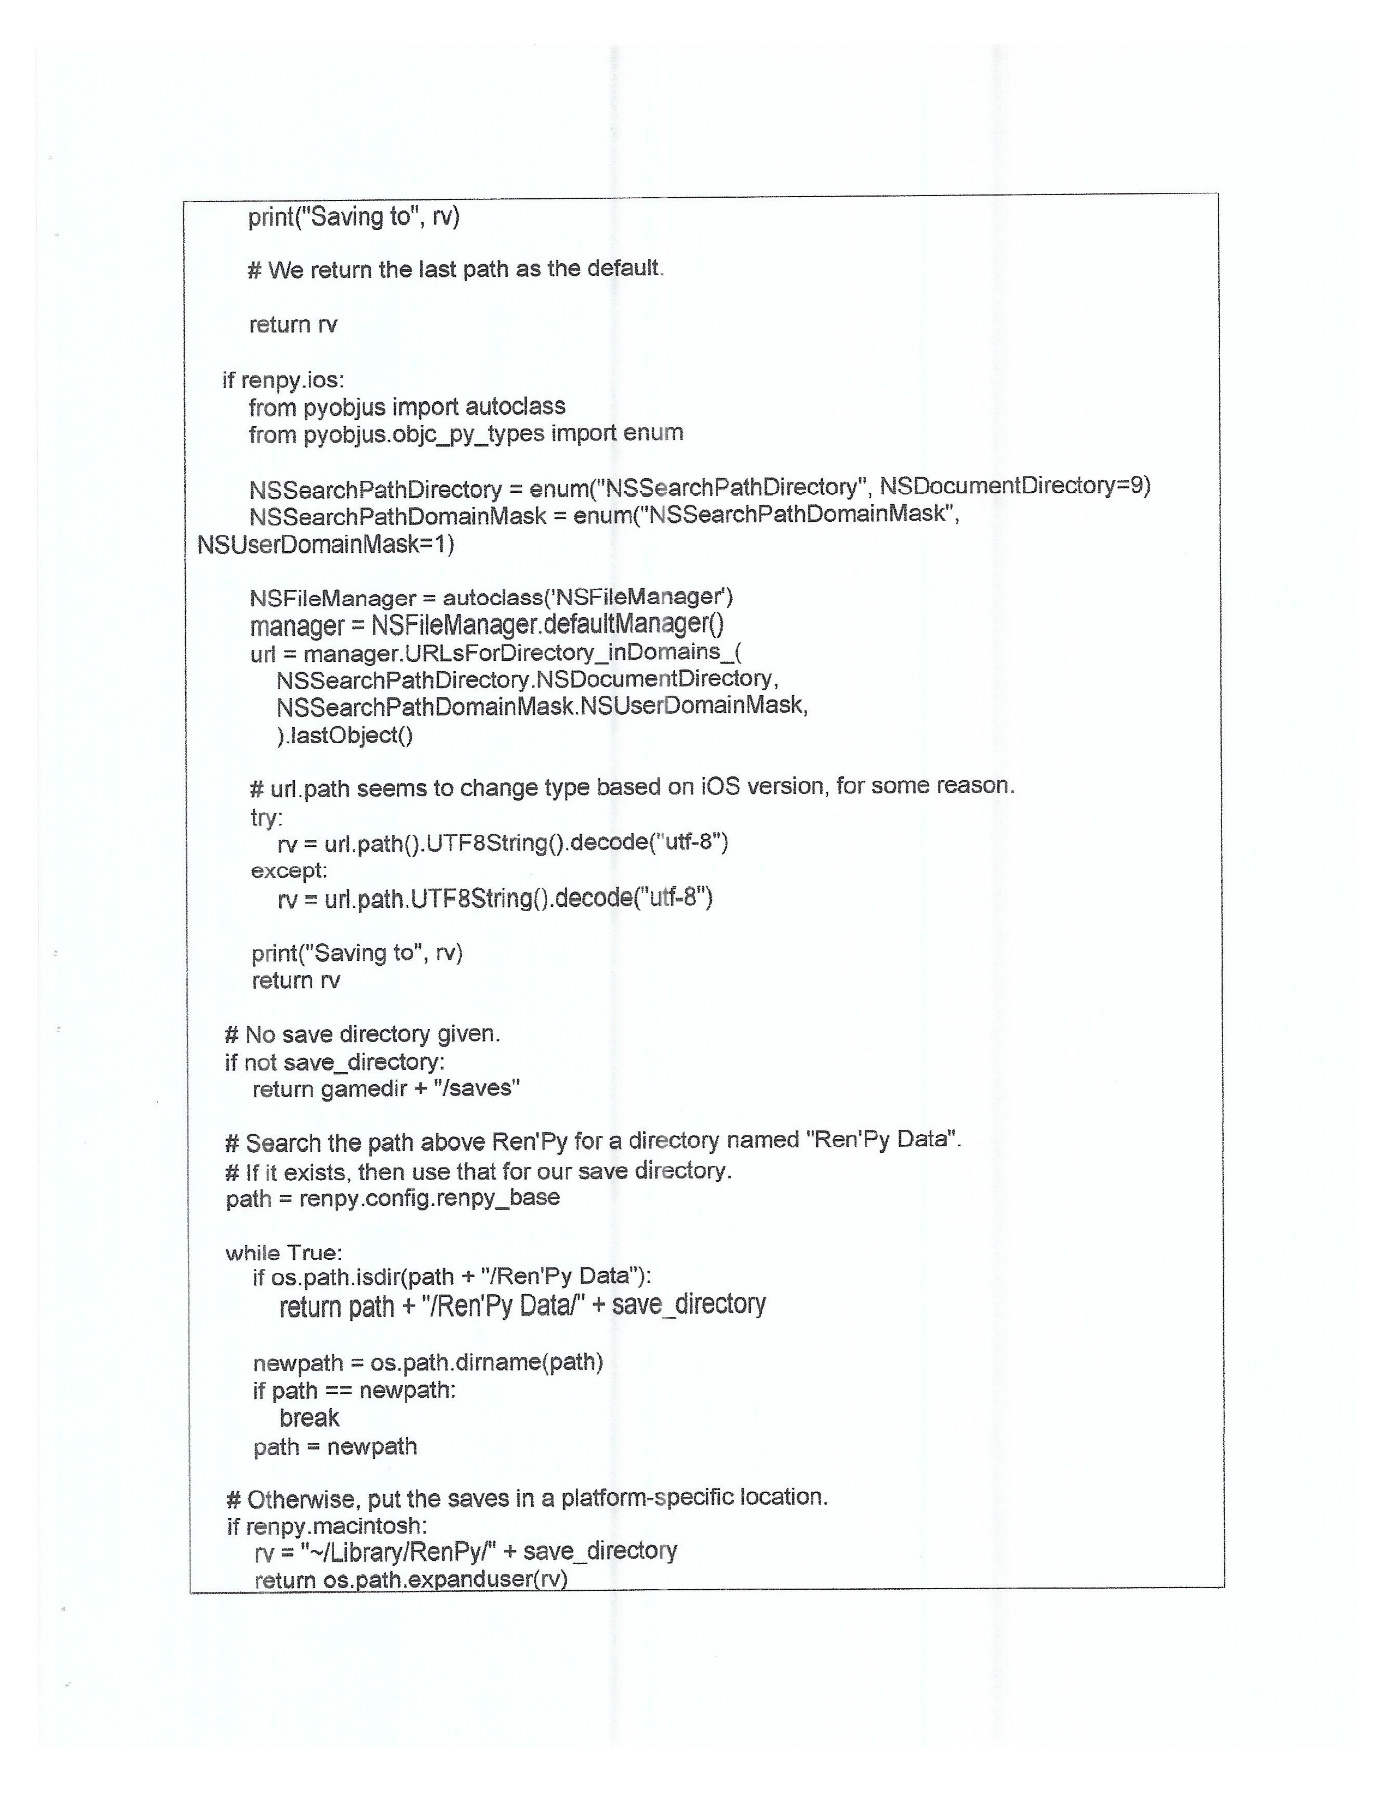 print("Saving to", rv)
# We return the last path as the default.
return rv
if renpy.ios:
from pyobjus import autoclass
from pyobjus.objc_py_types import enum
NSSearchPathDirectory = enum("NSSearchPathDirectory", NSDocumentDirectory=9)
NSSearchPathDomainMask = enum("NSSearchPathDomainMask",
NSUserDomainMask=1)
NSFileManager = autoclass('NSFileManager')
manager = NSFileManager.defaultManager()
url = manager.URLsForDirectory_inDomains_(
NSSearchPathDirectory.NSDocumentDirectory,
NSSearchPathDomainMask.NSUserDomainMask,
).lastObject()
# url.path seems to change type based on iOS version, for some reason.
try:
rv = url.path().UTF8String().decode("utf-8")
except:
rv = url.path.UTF8String().decode("utf-8")
print("Saving to", rv)
return rv
# No save directory given.
if not save_directory:
return gamedir + "/saves"
# Search the path above Ren'Py for a directory named "Ren'Py Data".
# If it exists, then use that for our save directory.
path = renpy.config.renpy_base
while True:
if os.path.isdir(path + "/Ren'Py Data"):
return path + "/Ren'Py Data/" + save_directory
newpath = os.path.dirname(path)
if path == newpath:
break
path = newpath
# Otherwise, put the saves in a platform-specific location.
if renpy.macintosh:
rv = "~/Library/RenPy/" + save_directory
return os.path.expanduser(rv)